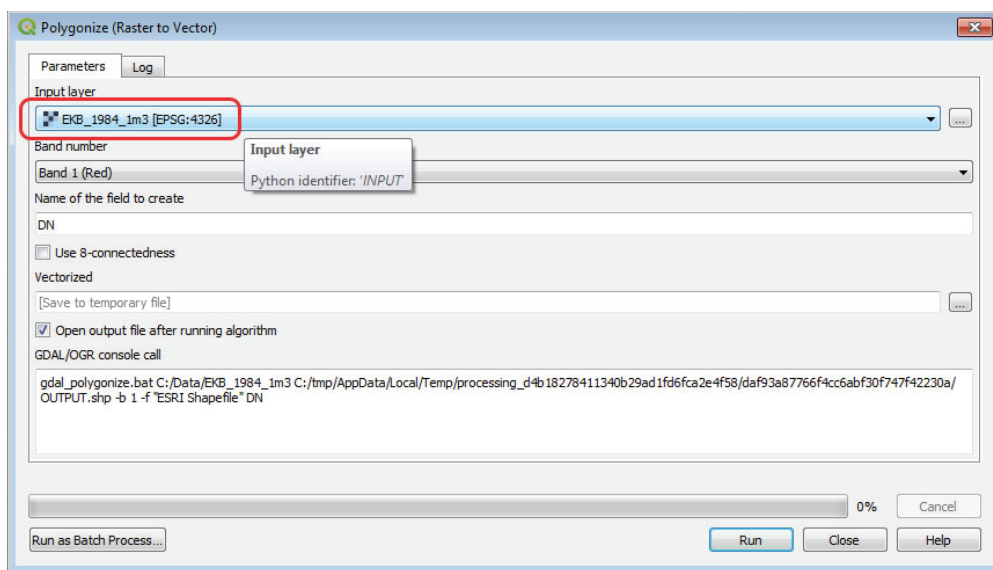 Polygonize (Raster to Vector)
Parameters
Log
Input layer
EKB_1984_1m3 [EPSG:4326]
...
Band number
Input layer
Python identifier: 'INPUT'
Band 1 (Red)
Name of the field to create
DN
Use 8-connectedness
Vectorized
[Save to temporary file]
...
Open output file after running algorithm
GDAL/OGR console call
gdal_polygonize.bat C:/Data/EKB_1984_1m3 C:/tmp/AppData/Local/Temp/processing_d4b18278411340b29ad1fd6fca2e4f58/daf93a87766f4cc6abf30f747f42230a/
OUTPUT.shp -b 1 -f "ESRI Shapefile" DN
0%
Cancel
Run as Batch Process...
Run
Close
Help